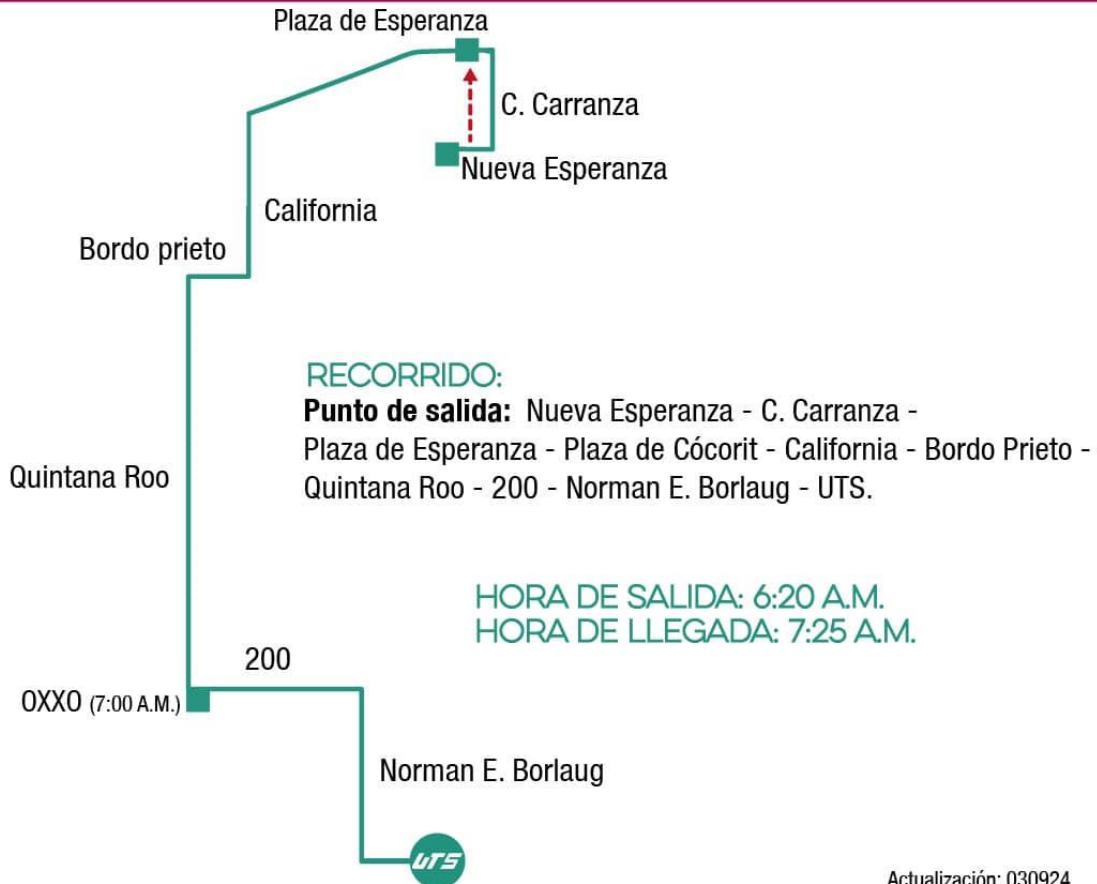 Plaza de Esperanza
C. Carranza
Nueva Esperanza
California
Bordo prieto
RECORRIDO:
Punto de salida: Nueva Esperanza - C. Carranza -
Plaza de Esperanza - Plaza de Cócorit - California - Bordo Prieto -
Quintana Roo - 200 - Norman E. Borlaug - UTS.
Quintana Roo
HORA DE SALIDA: 6:20 A.M.
HORA DE LLEGADA: 7:25 A.M.
200
OXXO (7:00 A.M.)
Norman E. Borlaug
UTS
Actualización: 030924